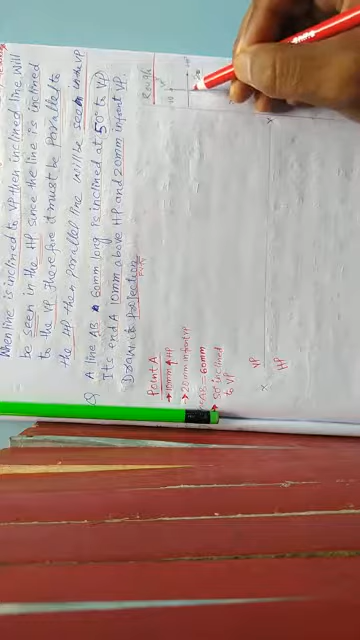 When line is inclined to VP then inclined line will
be seen in the HP since the line is inclined
to the VP therefore it must be parallel to
the HP then parallel line will be seen in the VP
Q A line AB 60mm long is inclined at 50° to VP
Its end A 10mm above HP and 20mm infront VP.
Draw its projection
Point A
→ 10mm ↑ HP
→ 20mm infront VP
AB = 60mm
→ 50° inclined
to VP
Rough
VP
X
Y
HP